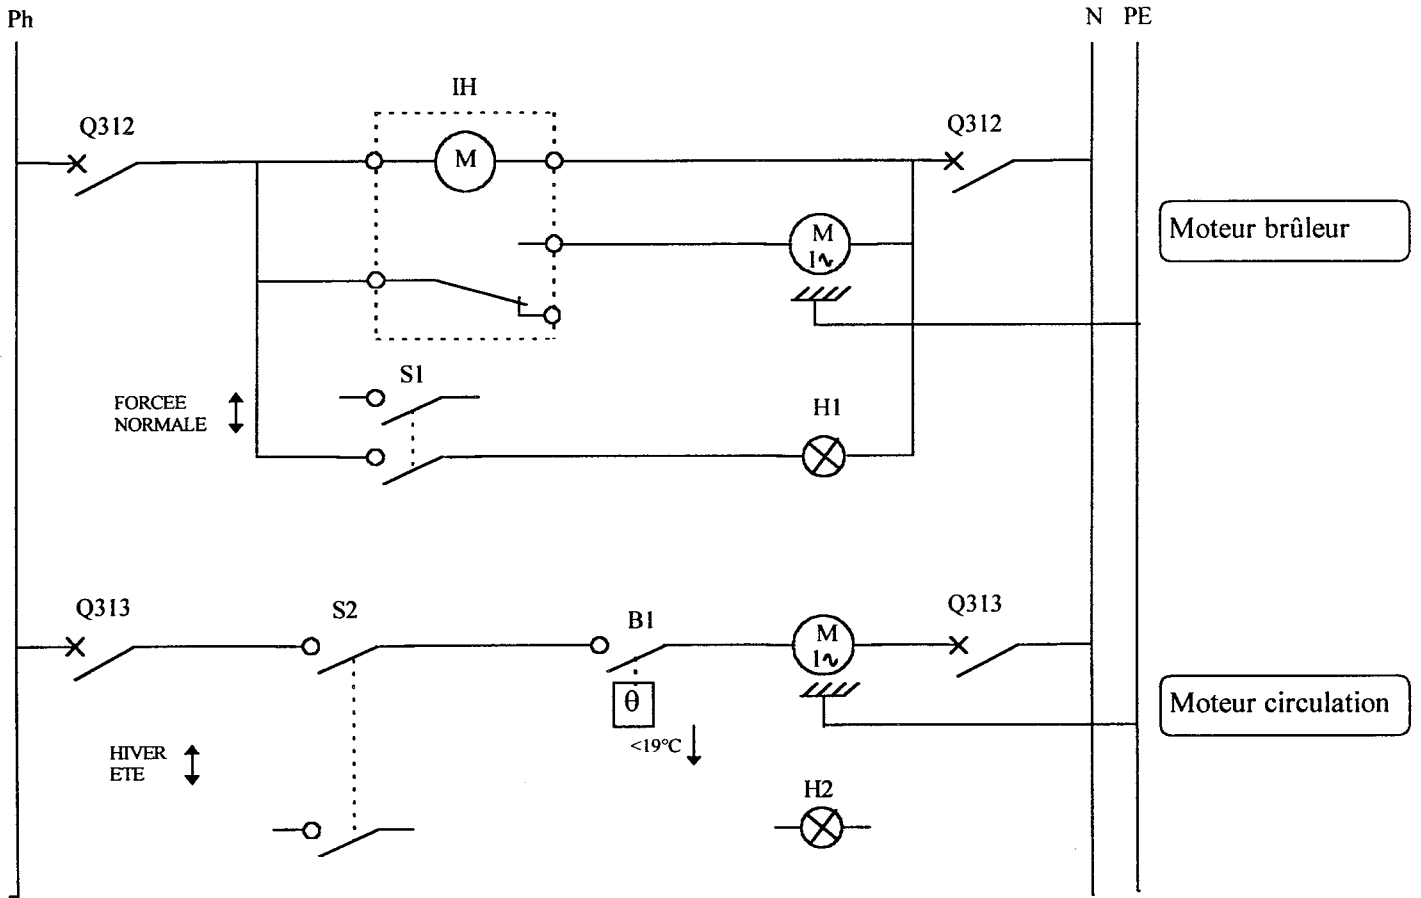 Ph
N PE
IH
Q312
Q312
M
M
1∿
Moteur brûleur
S1
FORCEE
NORMALE
H1
Q313
S2
B1
M
1∿
Q313
θ
<19°C
Moteur circulation
HIVER
ETE
H2